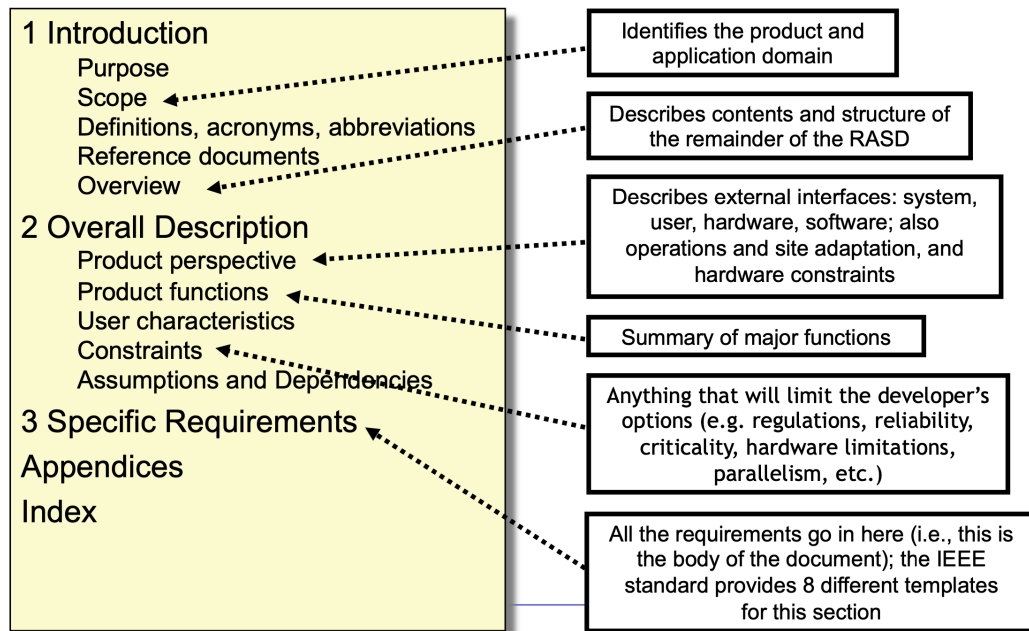 1 Introduction
Purpose
Scope
Definitions, acronyms, abbreviations
Reference documents
Overview
2 Overall Description
Product perspective
Product functions
User characteristics
Constraints
Assumptions and Dependencies
3 Specific Requirements
Appendices
Index
Identifies the product and
application domain
Describes contents and structure of
the remainder of the RASD
Describes external interfaces: system,
user, hardware, software; also
operations and site adaptation, and
hardware constraints
Summary of major functions
Anything that will limit the developer’s
options (e.g. regulations, reliability,
criticality, hardware limitations,
parallelism, etc.)
All the requirements go in here (i.e., this is
the body of the document); the IEEE
standard provides 8 different templates
for this section